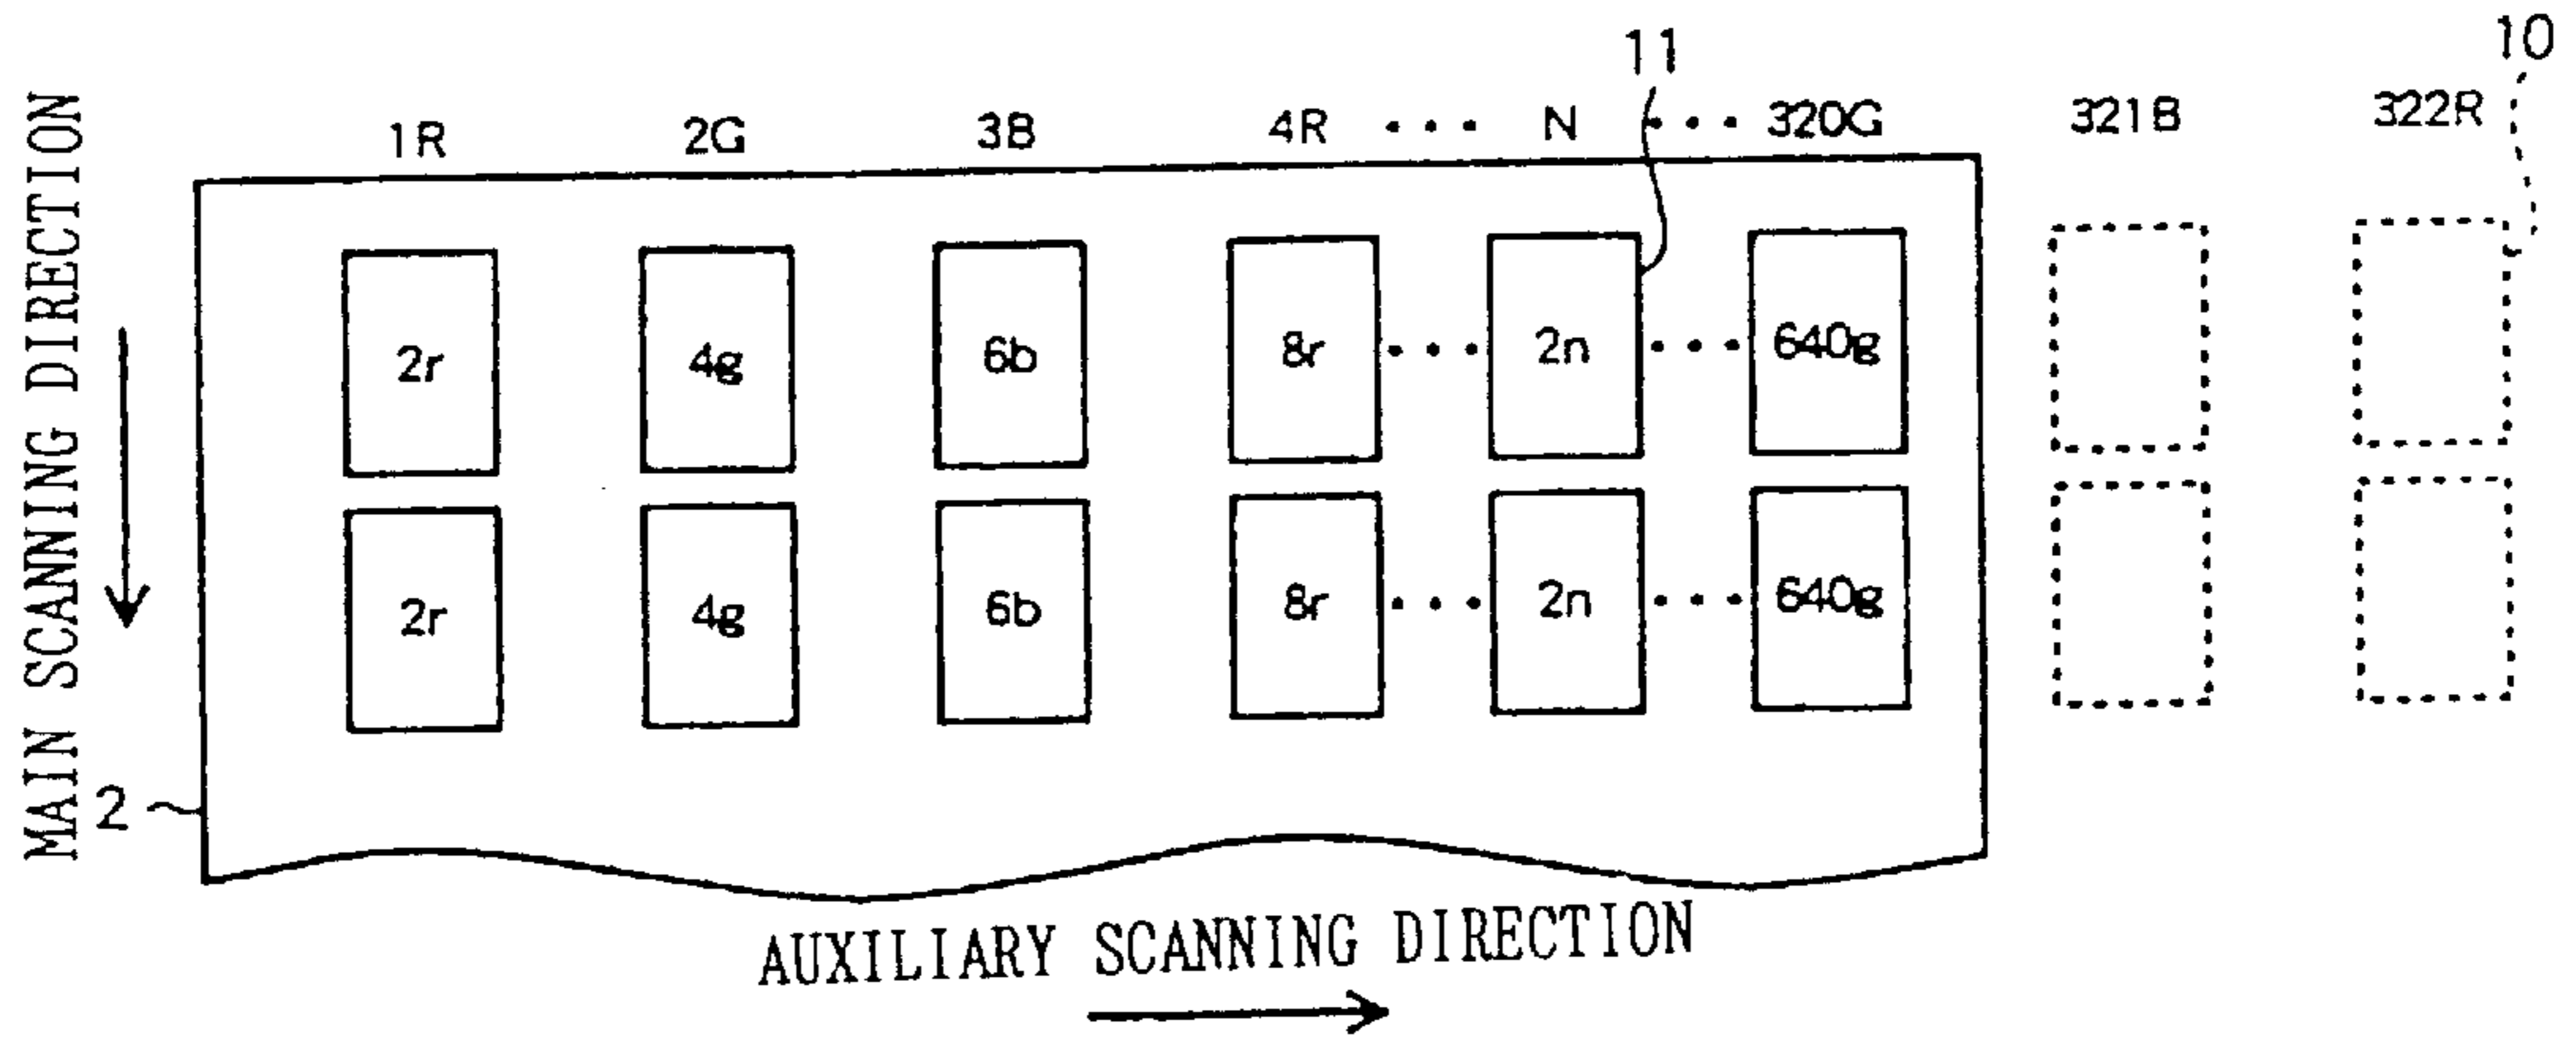 10
11
1R 2G 3B 4R ··· N ··· 320G 321B 322R
2r 4g 6b 8r ··· 2n ··· 640g
2r 4g 6b 8r ··· 2n ··· 640g
2
MAIN SCANNING DIRECTION
AUXILIARY SCANNING DIRECTION